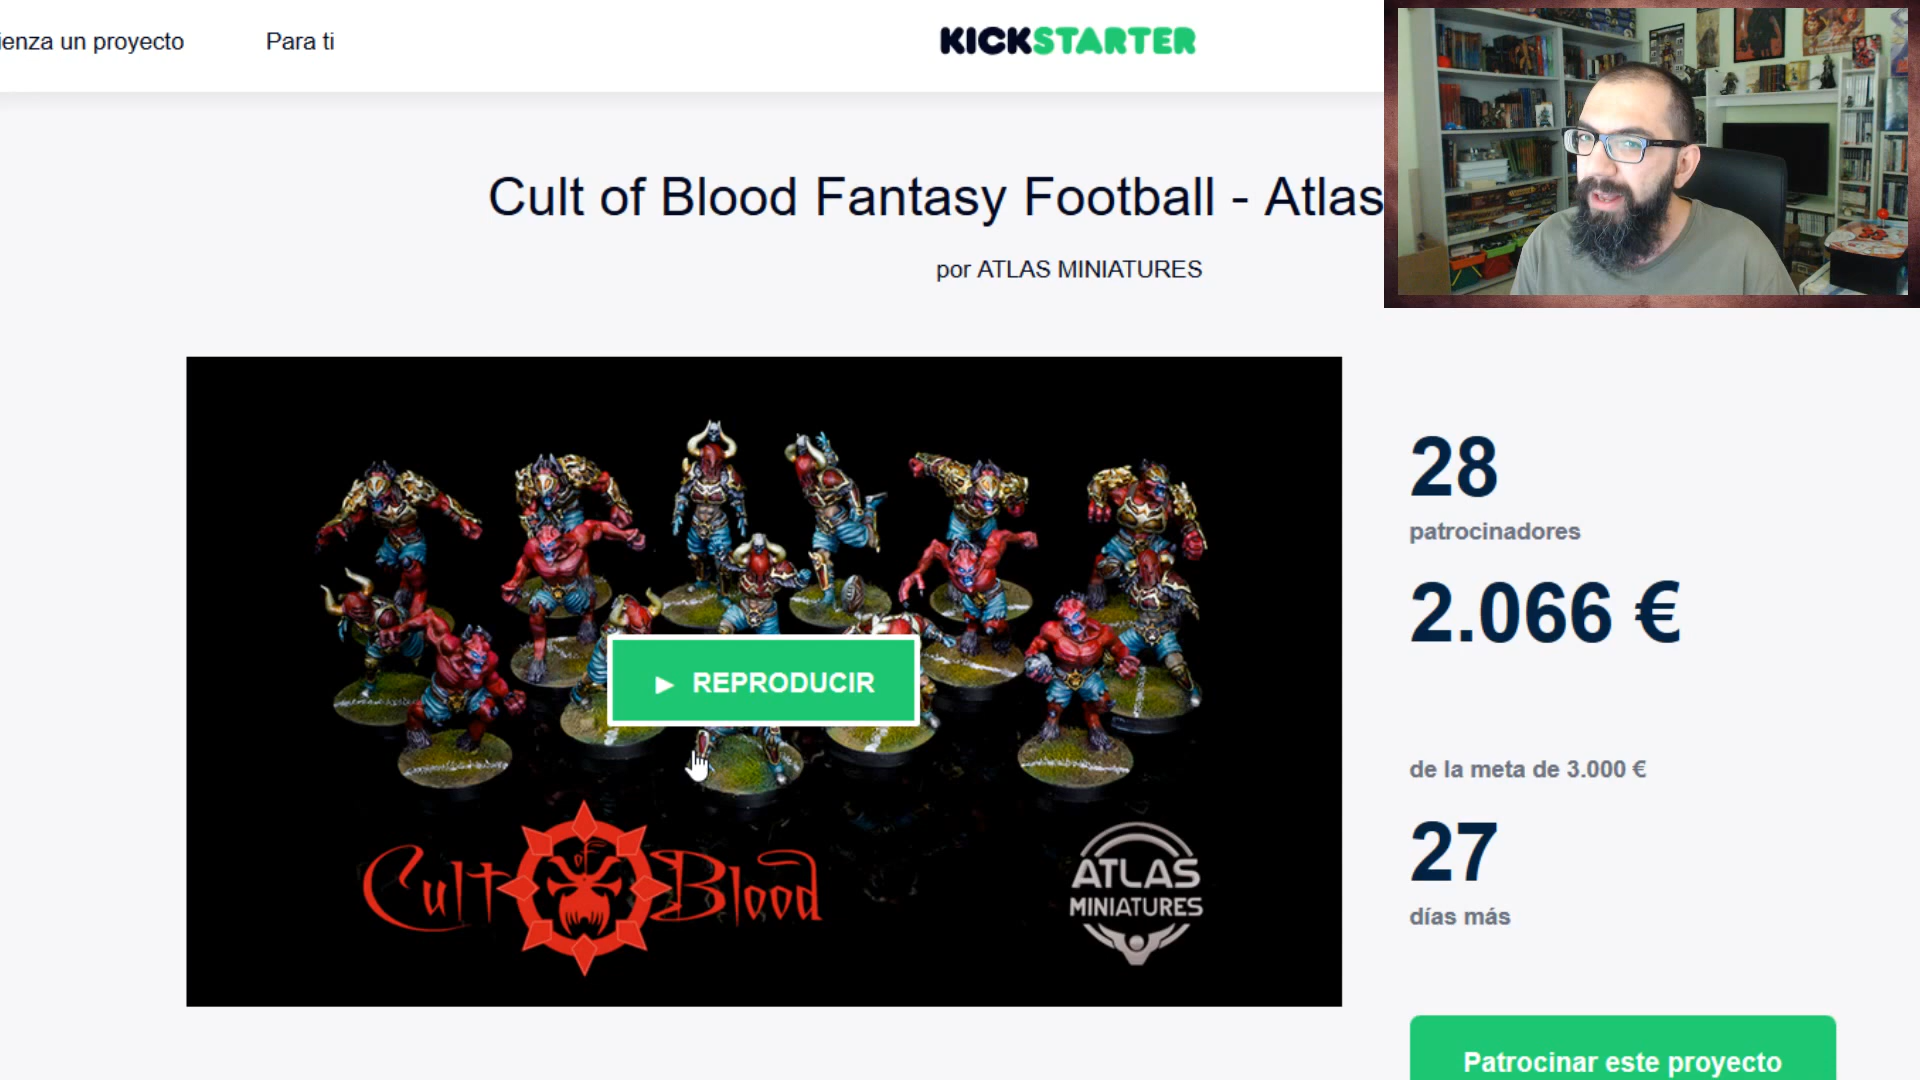 ienza un proyecto
Para ti
KICKSTARTER
Cult of Blood Fantasy Football - Atlas
por ATLAS MINIATURES
28
patrocinadores
2.066 €
de la meta de 3.000 €
27
días más
Patrocinar este proyecto
REPRODUCIR
Cult of Blood
ATLAS
MINIATURES